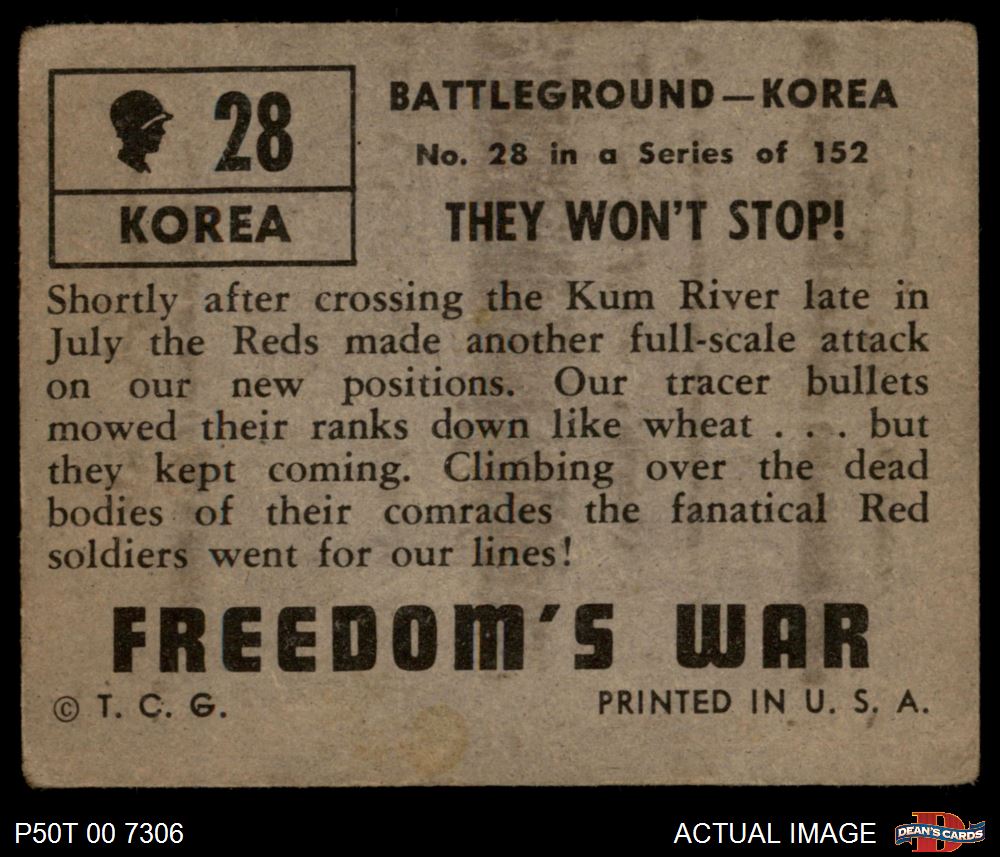 28
KOREA
BATTLEGROUND — KOREA
No. 28 in a Series of 152
THEY WON'T STOP!
Shortly after crossing the Kum River late in
July the Reds made another full-scale attack
on our new positions. Our tracer bullets
mowed their ranks down like wheat . . . but
they kept coming. Climbing over the dead
bodies of their comrades the fanatical Red
soldiers went for our lines!
FREEDOM'S WAR
© T. C. G.
PRINTED IN U. S. A.
P50T 00 7306
ACTUAL IMAGE
D
DEAN'S CARDS